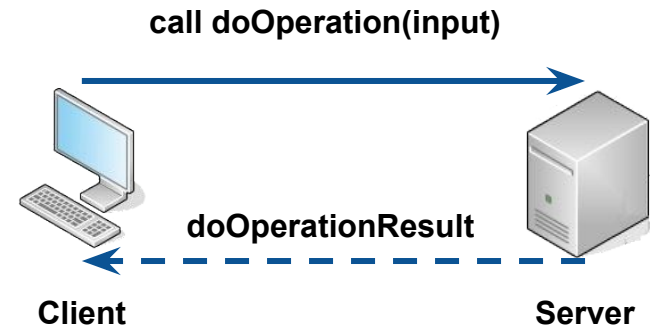 call doOperation(input)
doOperationResult
Client
Server